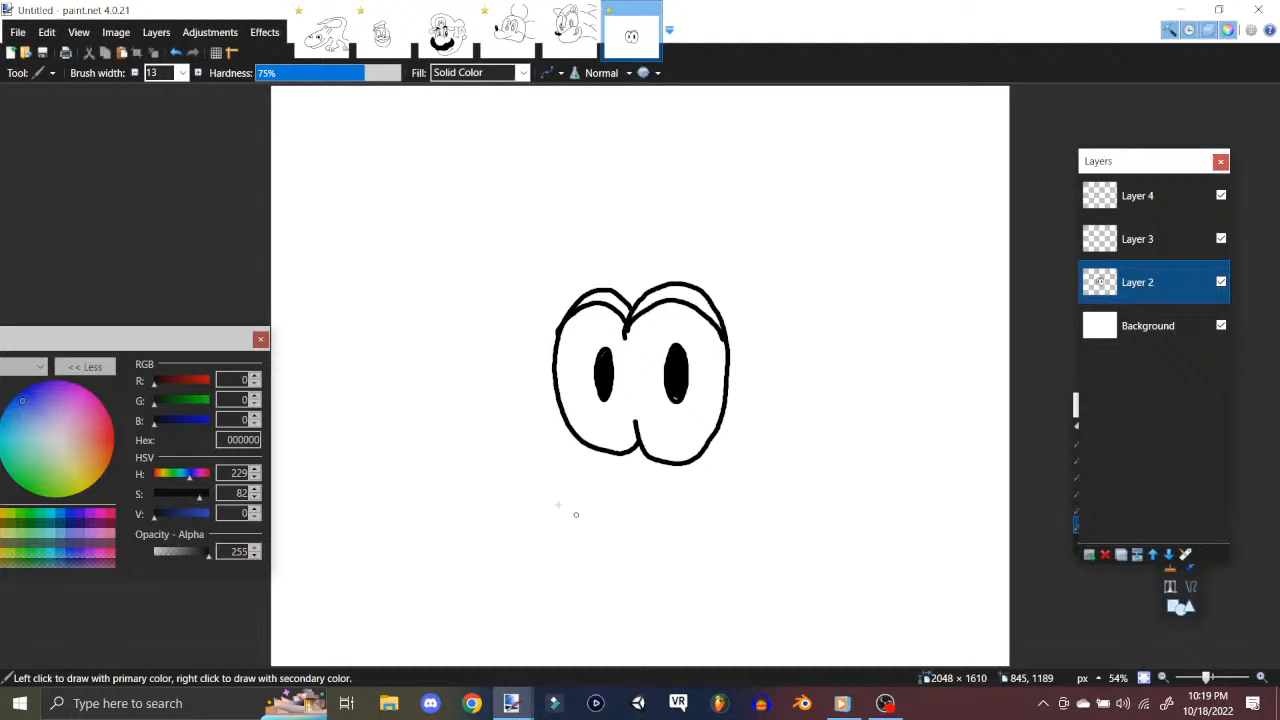 Untitled - paint.net 4.0.21
File Edit View Image Layers Adjustments Effects
Tool: Brush width: 13 Hardness: 75% Fill: Solid Color Normal
Layers
Layer 4
Layer 3
Layer 2
Background
<< Less
RGB
R: 0
G: 0
B: 0
Hex: 000000
HSV
H: 229
S: 82
V: 0
Opacity - Alpha
255
Left click to draw with primary color, right click to draw with secondary color.
2048 × 1610 845, 1189 px 54%
Type here to search
VR
10:19 PM
10/18/2022